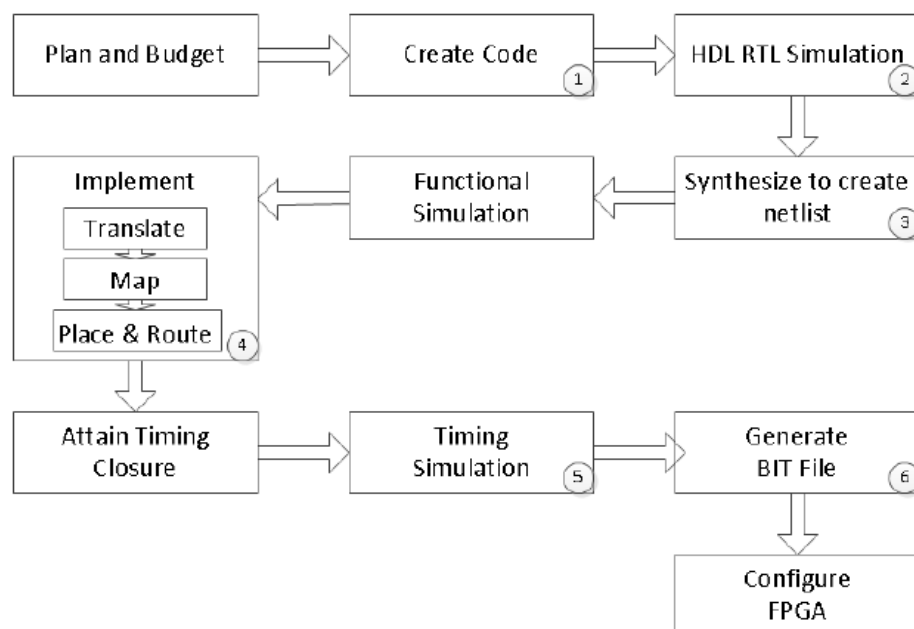 Plan and Budget
Create Code
1
HDL RTL Simulation
2
Implement
Translate
Map
Place & Route
4
Functional
Simulation
Synthesize to create
netlist
3
Attain Timing
Closure
Timing
Simulation
5
Generate
BIT File
6
Configure
FPGA